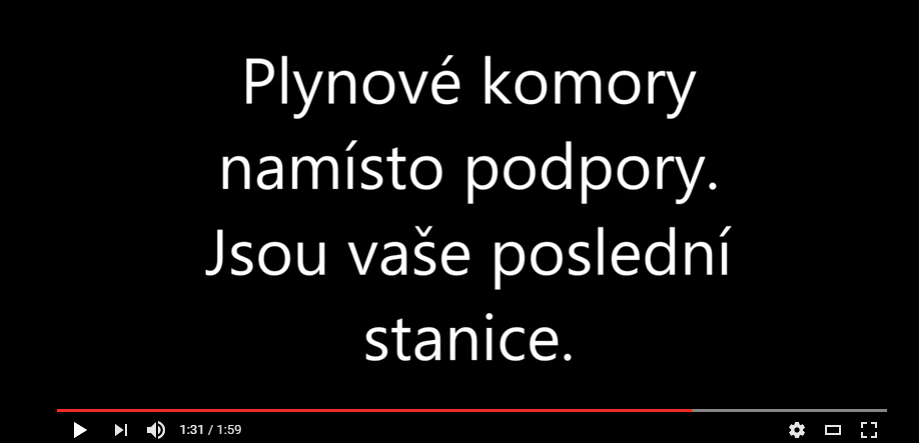 Plynové komory
namísto podpory.
Jsou vaše poslední
stanice.
1:31 / 1:59